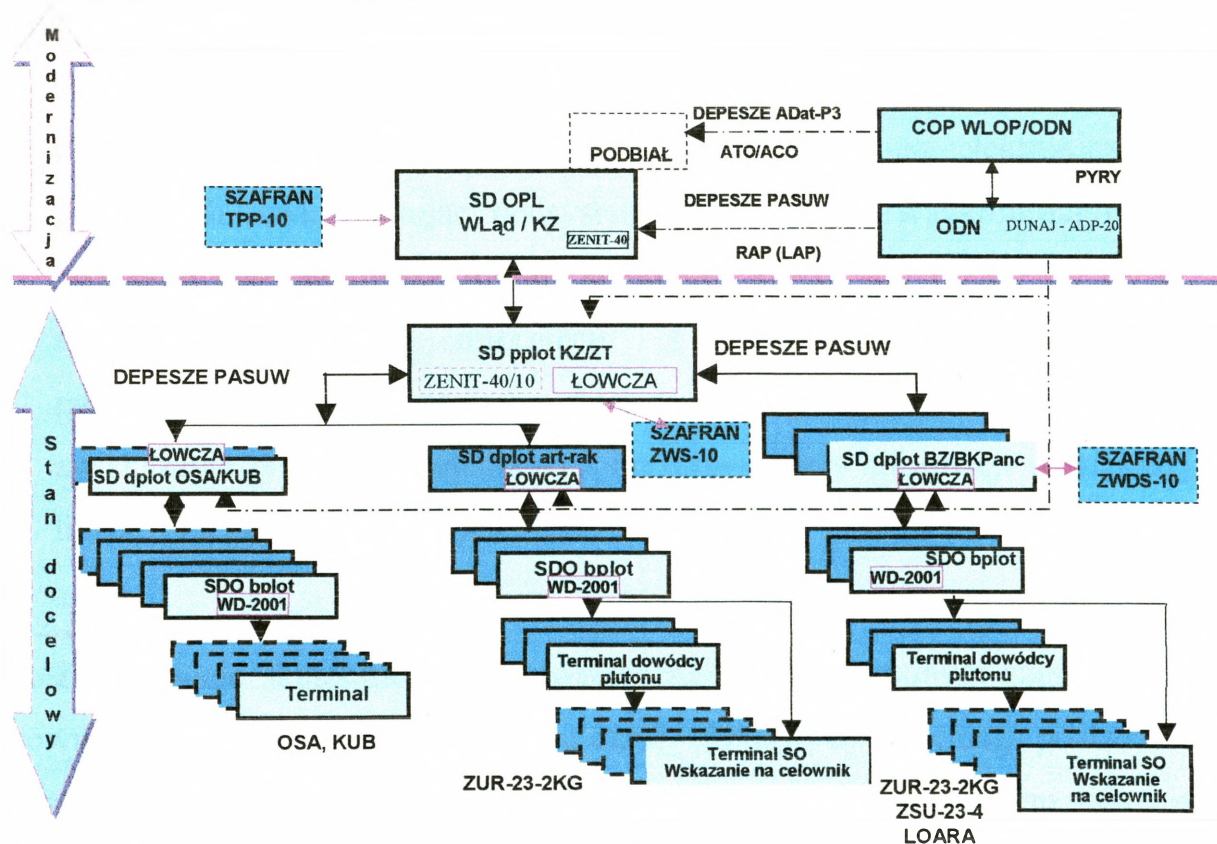 Modernizacja
DEPESZE ADat-P3
COP WLOP/ODN
PODBIAŁ
ATO/ACO
PYRY
SZAFRAN
TPP-10
SD OPL
WLąd / KZ
ZENIT-40
DEPESZE PASUW
ODN
DUNAJ - ADP-20
RAP (LAP)
Stan docelowy
SD pplot KZ/ZT
ZENIT-40/10
ŁOWCZA
DEPESZE PASUW
DEPESZE PASUW
ŁOWCZA
SD dplot OSA/KUB
SD dplot art-rak
ŁOWCZA
SZAFRAN
ZWS-10
SD dplot BZ/BKPanc
ŁOWCZA
SZAFRAN
ZWDS-10
SDO bplot
WD-2001
SDO bplot
WD-2001
SDO bplot
WD-2001
Terminal
OSA, KUB
Terminal dowódcy
plutonu
Terminal dowódcy
plutonu
Terminal SO
Wskazanie na celownik
ZUR-23-2KG
Terminal SO
Wskazanie
na celownik
ZUR-23-2KG
ZSU-23-4
LOARA